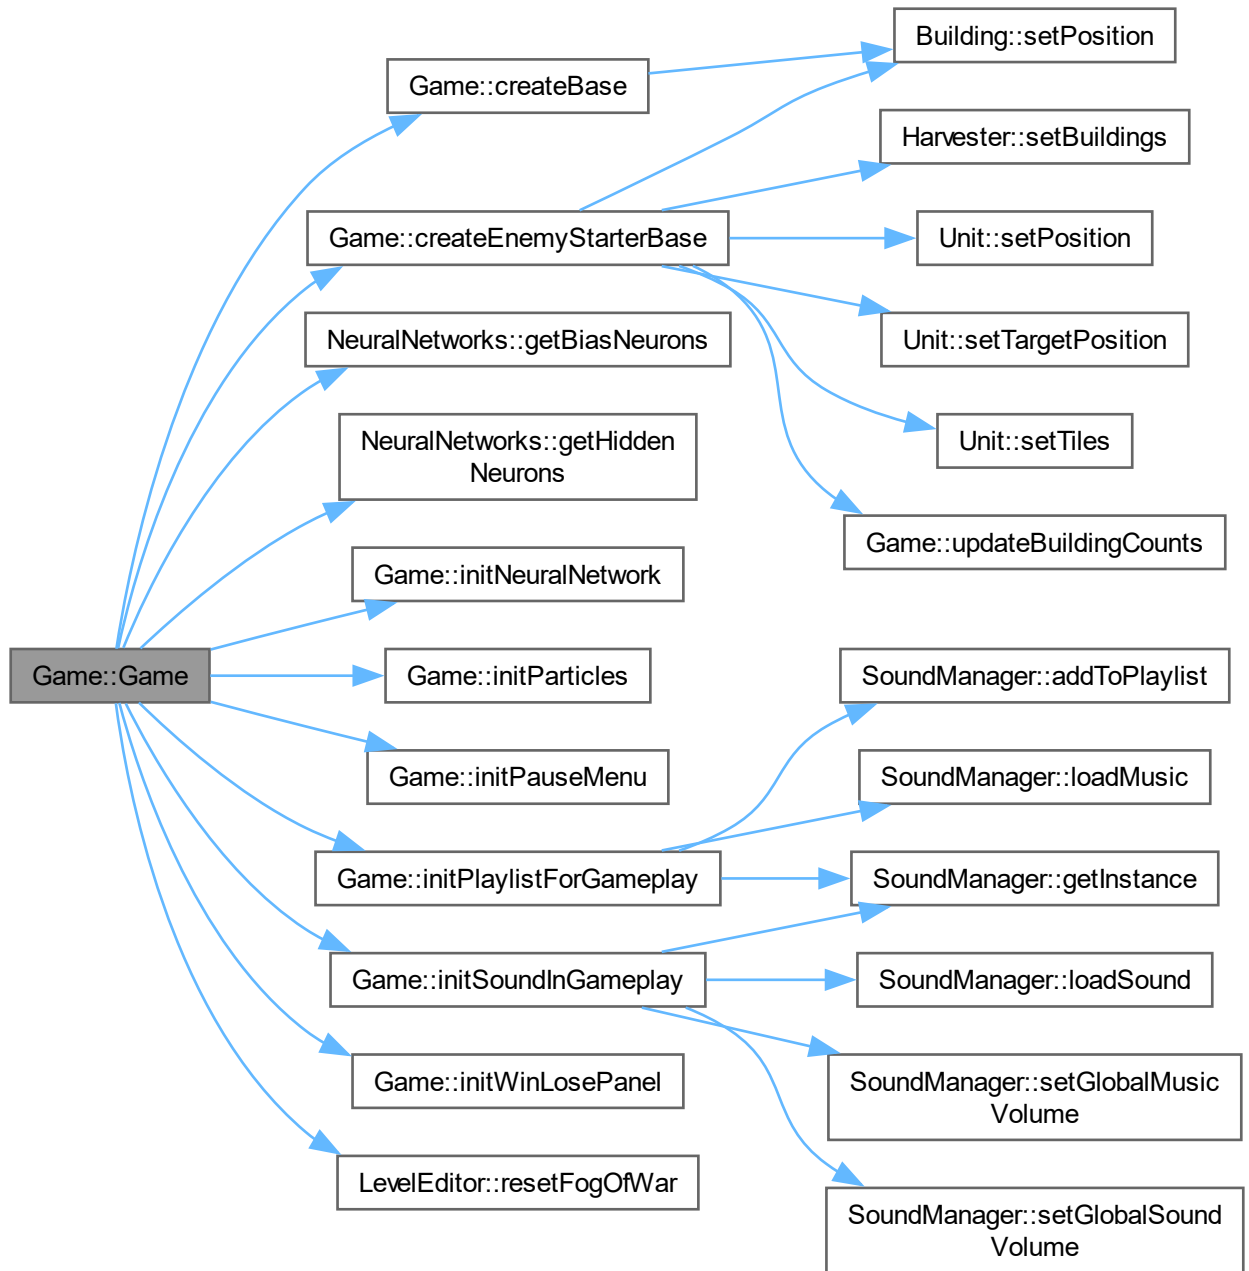 Game::Game
Game::createBase
Game::createEnemyStarterBase
NeuralNetworks::getBiasNeurons
NeuralNetworks::getHidden
Neurons
Game::initNeuralNetwork
Game::initParticles
Game::initPauseMenu
Game::initPlaylistForGameplay
Game::initSoundInGameplay
Game::initWinLosePanel
LevelEditor::resetFogOfWar
Building::setPosition
Harvester::setBuildings
Unit::setPosition
Unit::setTargetPosition
Unit::setTiles
Game::updateBuildingCounts
SoundManager::addToPlaylist
SoundManager::loadMusic
SoundManager::getInstance
SoundManager::loadSound
SoundManager::setGlobalMusic
Volume
SoundManager::setGlobalSound
Volume